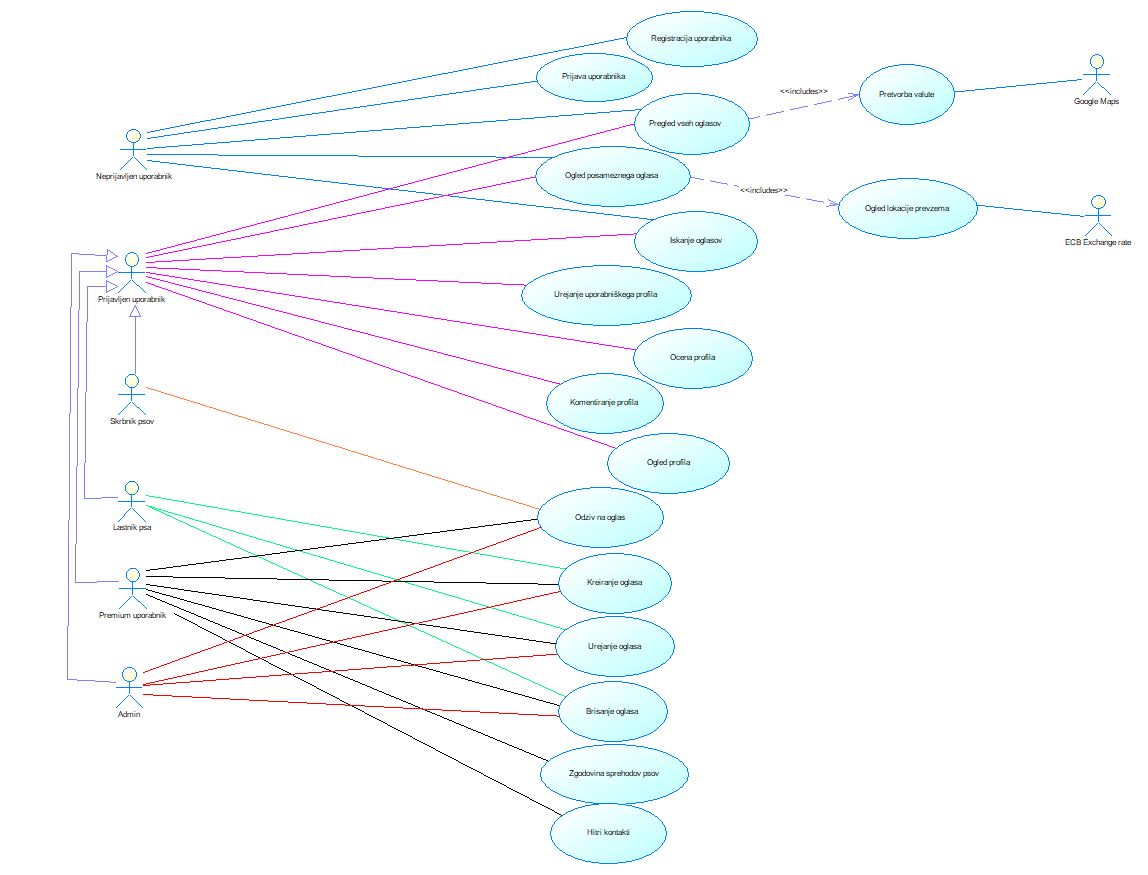 Registracija uporabnika
Prijava uporabnika
Google Maps
<<includes>>
Pretvorba valute
Pregled vseh oglasov
Neprijavljen uporabnik
Ogled posameznega oglasa
<<includes>>
Ogled lokacije prevzema
ECB Exchange rate
Iskanje oglasov
Prijavljen uporabnik
Urejanje uporabniškega profila
Ocena profila
Komentiranje profila
Skrbnik psov
Ogled profila
Odziv na oglas
Lastnik psa
Kreiranje oglasa
Premium uporabnik
Urejanje oglasa
Admin
Brisanje oglasa
Zgodovina sprehodov psov
Hitri kontakti